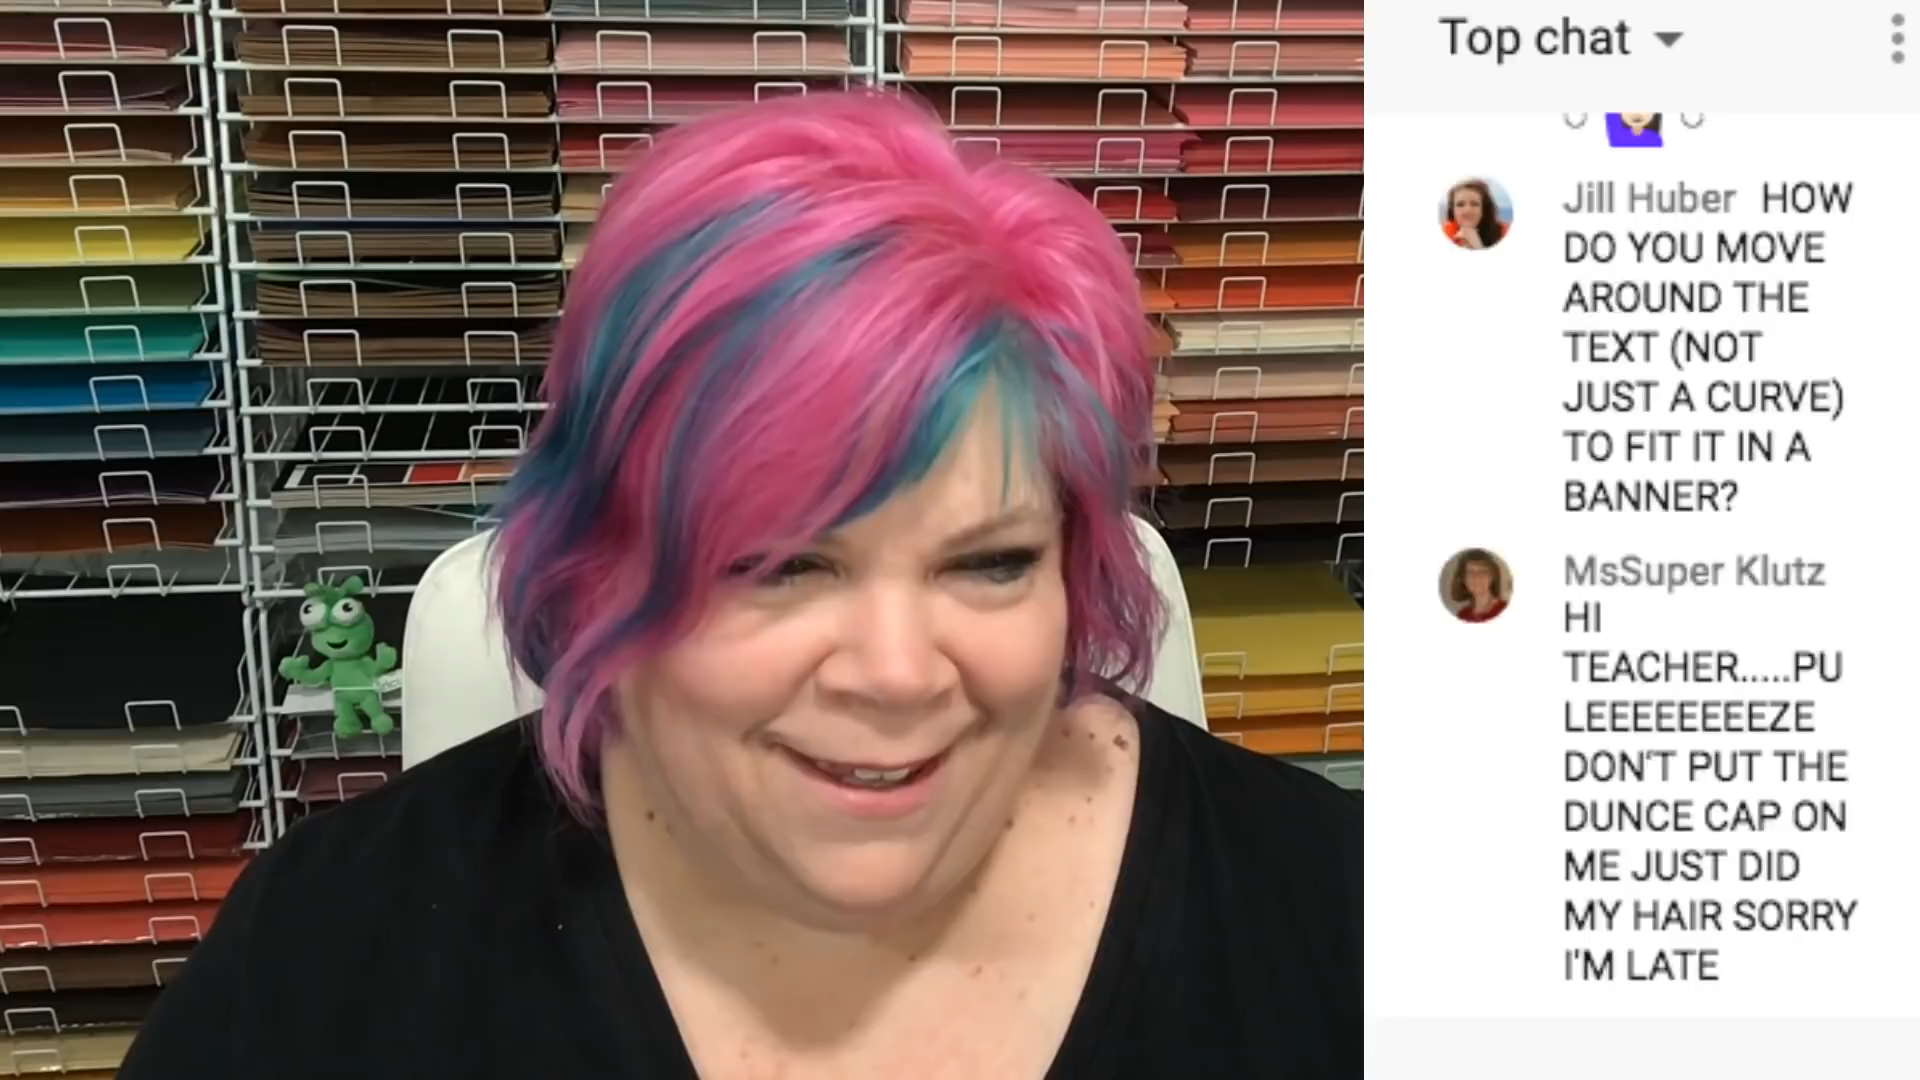 Top chat
Jill Huber HOW
DO YOU MOVE
AROUND THE
TEXT (NOT
JUST A CURVE)
TO FIT IT IN A
BANNER?
MsSuper Klutz
HI
TEACHER.....PU
LEEEEEEEEZE
DON'T PUT THE
DUNCE CAP ON
ME JUST DID
MY HAIR SORRY
I'M LATE